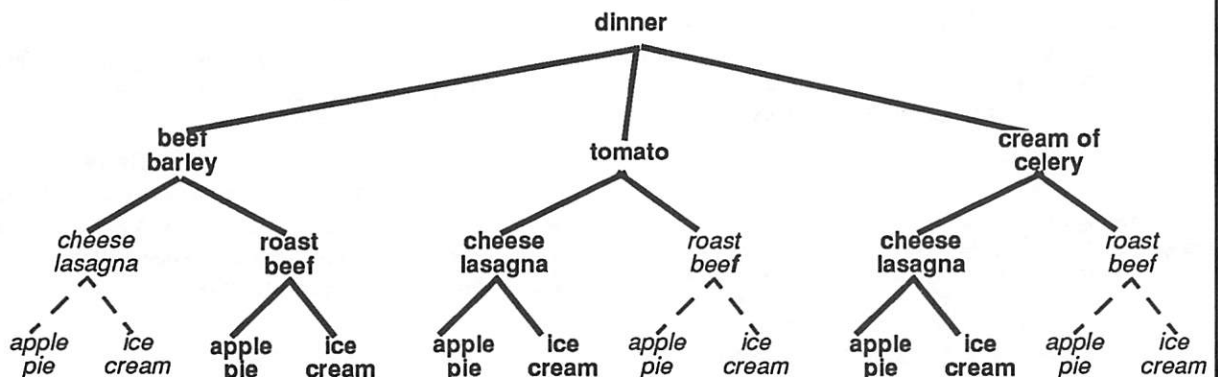 dinner
beef
barley
tomato
cream of
celery
cheese
lasagna
roast
beef
cheese
lasagna
roast
beef
cheese
lasagna
roast
beef
apple
pie
ice
cream
apple
pie
ice
cream
apple
pie
ice
cream
apple
pie
ice
cream
apple
pie
ice
cream
apple
pie
ice
cream